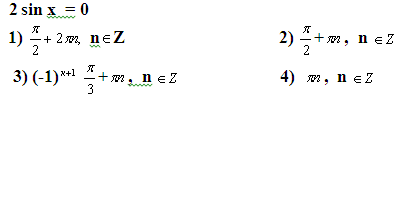 2 sin x = 0
1) π/2 + 2πn, n∈Z 2) π/2 + πn, n ∈ Z
3) (-1)ˣ⁺¹ π/3 + πn, n ∈ Z 4) πn, n ∈ Z